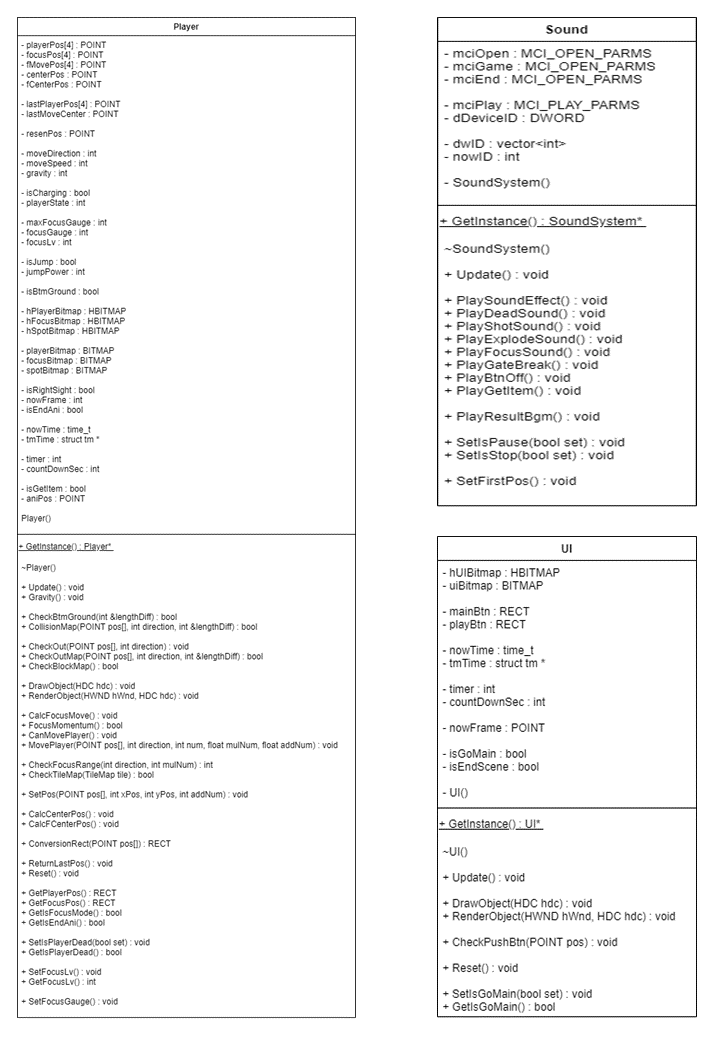 Player
- playerPos[4] : POINT
- focusPos[4] : POINT
- fMovePos[4] : POINT
- centerPos : POINT
- fCenterPos : POINT
- lastPlayerPos[4] : POINT
- lastMoveCenter : POINT
- resenPos : POINT
- moveDirection : int
- moveSpeed : int
- gravity : int
- isCharging : bool
- playerState : int
- maxFocusGauge : int
- focusGauge : int
- focusLv : int
- isJump : bool
- jumpPower : int
- isBtmGround : bool
- hPlayerBitmap : HBITMAP
- hFocusBitmap : HBITMAP
- hSpotBitmap : HBITMAP
- playerBitmap : BITMAP
- focusBitmap : BITMAP
- spotBitmap : BITMAP
- isRightSight : bool
- nowFrame : int
- isEndAni : bool
- nowTime : time_t
- tmTime : struct tm *
- timer : int
- countDownSec : int
- isGetItem : bool
- aniPos : POINT
Player()
+ GetInstance() : Player*
~Player()
+ Update() : void
+ Gravity() : void
+ CheckBtmGround(int &lengthDiff) : bool
+ CollisionMap(POINT pos[], int direction, int &lengthDiff) : bool
+ CheckOut(POINT pos[], int direction) : void
+ CheckOutMap(POINT pos[], int direction, int &lengthDiff) : bool
+ CheckBlockMap() : bool
+ DrawObject(HDC hdc) : void
+ RenderObject(HWND hWnd, HDC hdc) : void
+ CalcFocusMove() : void
+ FocusMomentum() : bool
+ CanMovePlayer() : void
+ MovePlayer(POINT pos[], int direction, int num, float mulNum, float addNum) : void
+ CheckFocusRange(int direction, int mulNum) : int
+ CheckTileMap(TileMap tile) : bool
+ SetPos(POINT pos[], int xPos, int yPos, int addNum) : void
+ CalcCenterPos() : void
+ CalcFCenterPos() : void
+ ConversionRect(POINT pos[]) : RECT
+ ReturnLastPos() : void
+ Reset() : void
+ GetPlayerPos() : RECT
+ GetFocusPos() : RECT
+ GetIsFocusMode() : bool
+ GetIsEndAni() : bool
+ SetIsPlayerDead(bool set) : void
+ GetIsPlayerDead() : bool
+ SetFocusLv() : void
+ GetFocusLv() : int
+ SetFocusGauge() : void
Sound
- mciOpen : MCI_OPEN_PARMS
- mciGame : MCI_OPEN_PARMS
- mciEnd : MCI_OPEN_PARMS
- mciPlay : MCI_PLAY_PARMS
- dDeviceID : DWORD
- dwID : vector<int>
- nowID : int
- SoundSystem()
+ GetInstance() : SoundSystem*
~SoundSystem()
+ Update() : void
+ PlaySoundEffect() : void
+ PlayDeadSound() : void
+ PlayShotSound() : void
+ PlayExplodeSound() : void
+ PlayFocusSound() : void
+ PlayGateBreak() : void
+ PlayBtnOff() : void
+ PlayGetItem() : void
+ PlayResultBgm() : void
+ SetIsPause(bool set) : void
+ SetIsStop(bool set) : void
+ SetFirstPos() : void
UI
- hUIBitmap : HBITMAP
- uiBitmap : BITMAP
- mainBtn : RECT
- playBtn : RECT
- nowTime : time_t
- tmTime : struct tm *
- timer : int
- countDownSec : int
- nowFrame : POINT
- isGoMain : bool
- isEndScene : bool
- UI()
+ GetInstance() : UI*
~UI()
+ Update() : void
+ DrawObject(HDC hdc) : void
+ RenderObject(HWND hWnd, HDC hdc) : void
+ CheckPushBtn(POINT pos) : void
+ Reset() : void
+ SetIsGoMain(bool set) : void
+ GetIsGoMain() : bool